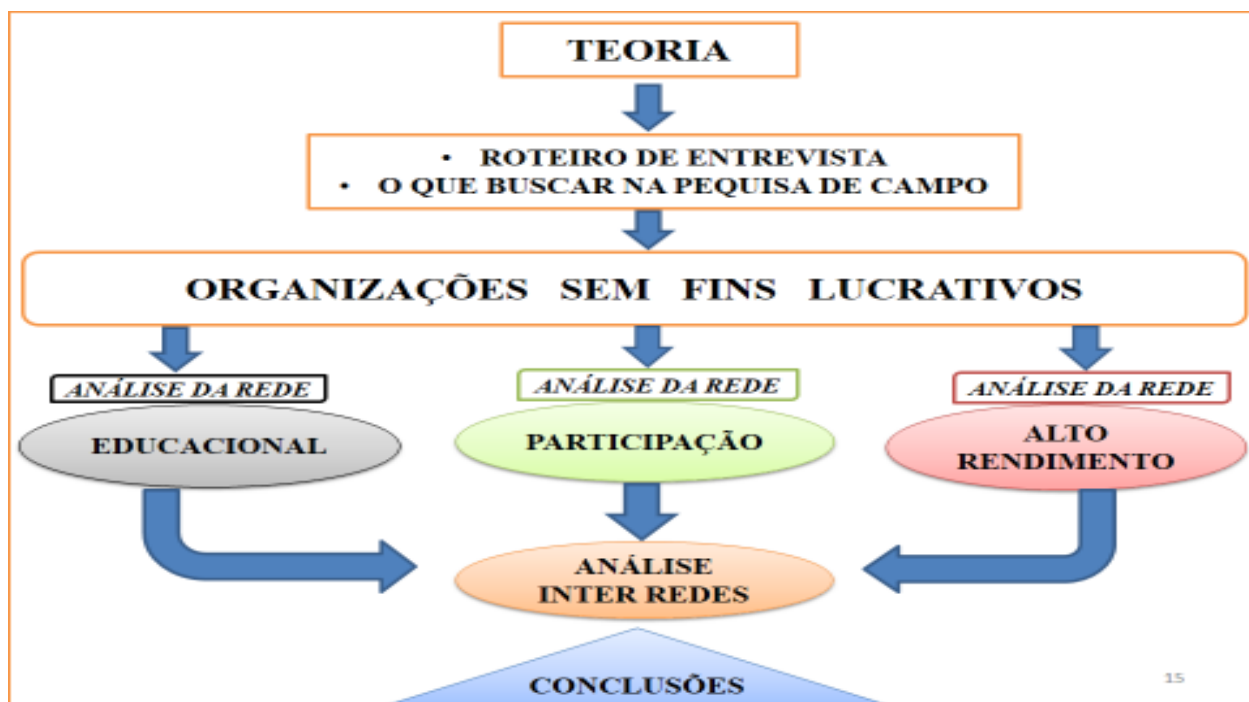 TEORIA
• ROTEIRO DE ENTREVISTA
• O QUE BUSCAR NA PEQUISA DE CAMPO
ORGANIZAÇÕES SEM FINS LUCRATIVOS
ANÁLISE DA REDE
ANÁLISE DA REDE
ANÁLISE DA REDE
EDUCACIONAL
PARTICIPAÇÃO
ALTO
RENDIMENTO
ANÁLISE
INTER REDES
CONCLUSÕES
15